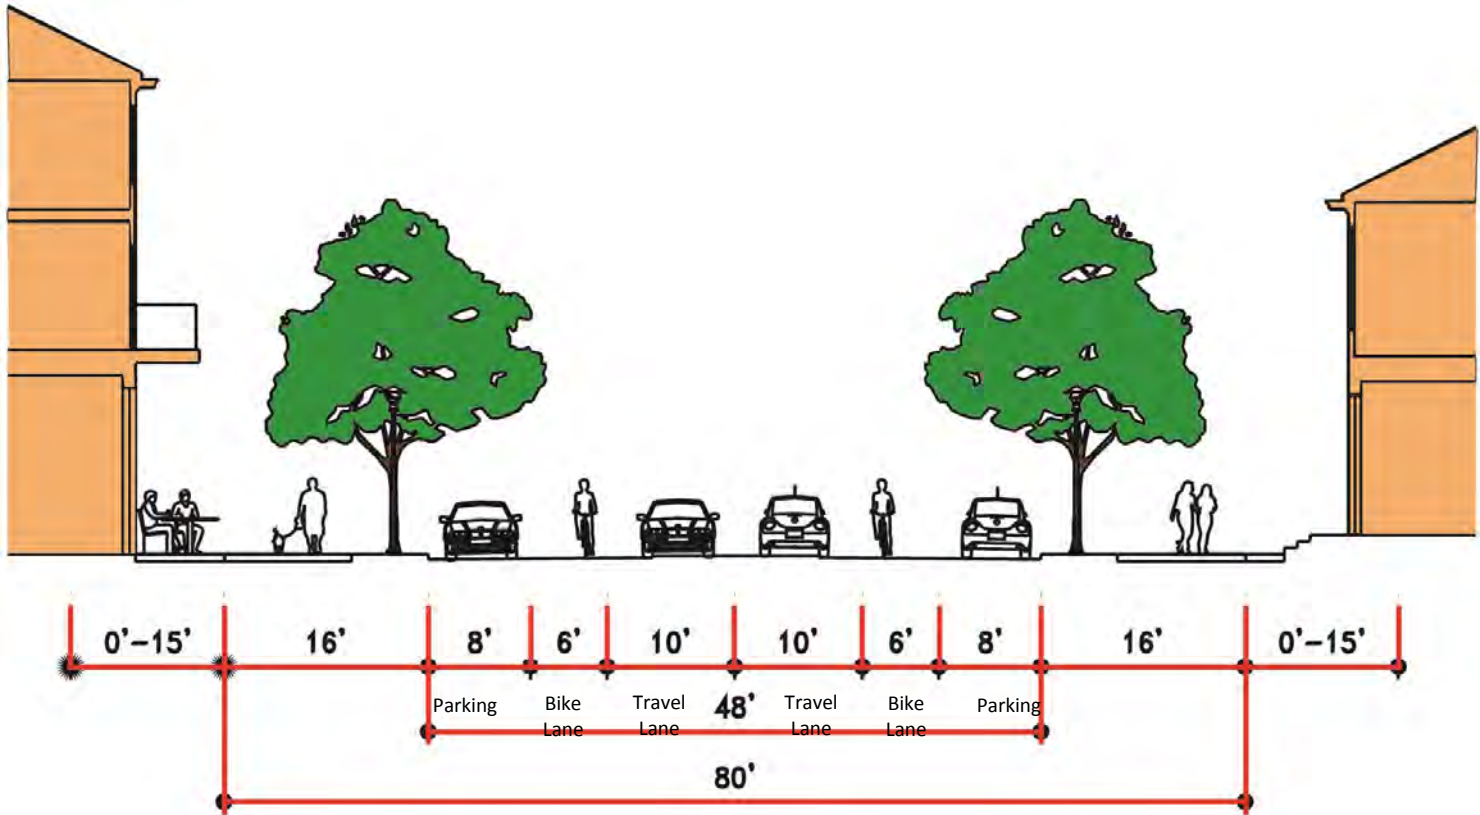 0'-15' 16' 8' 6' 10' 10' 6' 8' 16' 0'-15'
Parking Bike Lane Travel Lane 48' Travel Lane Bike Lane Parking
80'